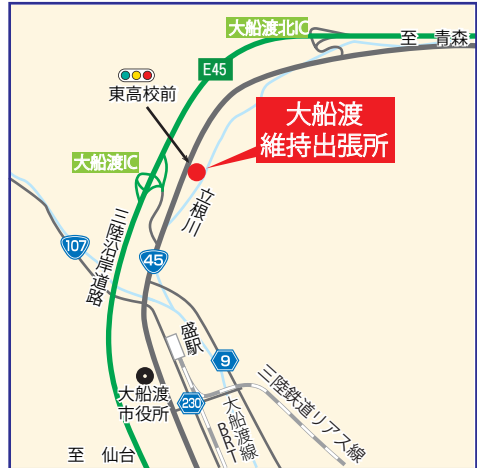 大船渡北IC
至 青森
E45
東高校前
大船渡
維持出張所
大船渡IC
立根川
107
三陸沿岸道路
45
盛駅
9
大船渡
市役所
230
三陸鉄道リアス線
大船渡線
BRT
至 仙台